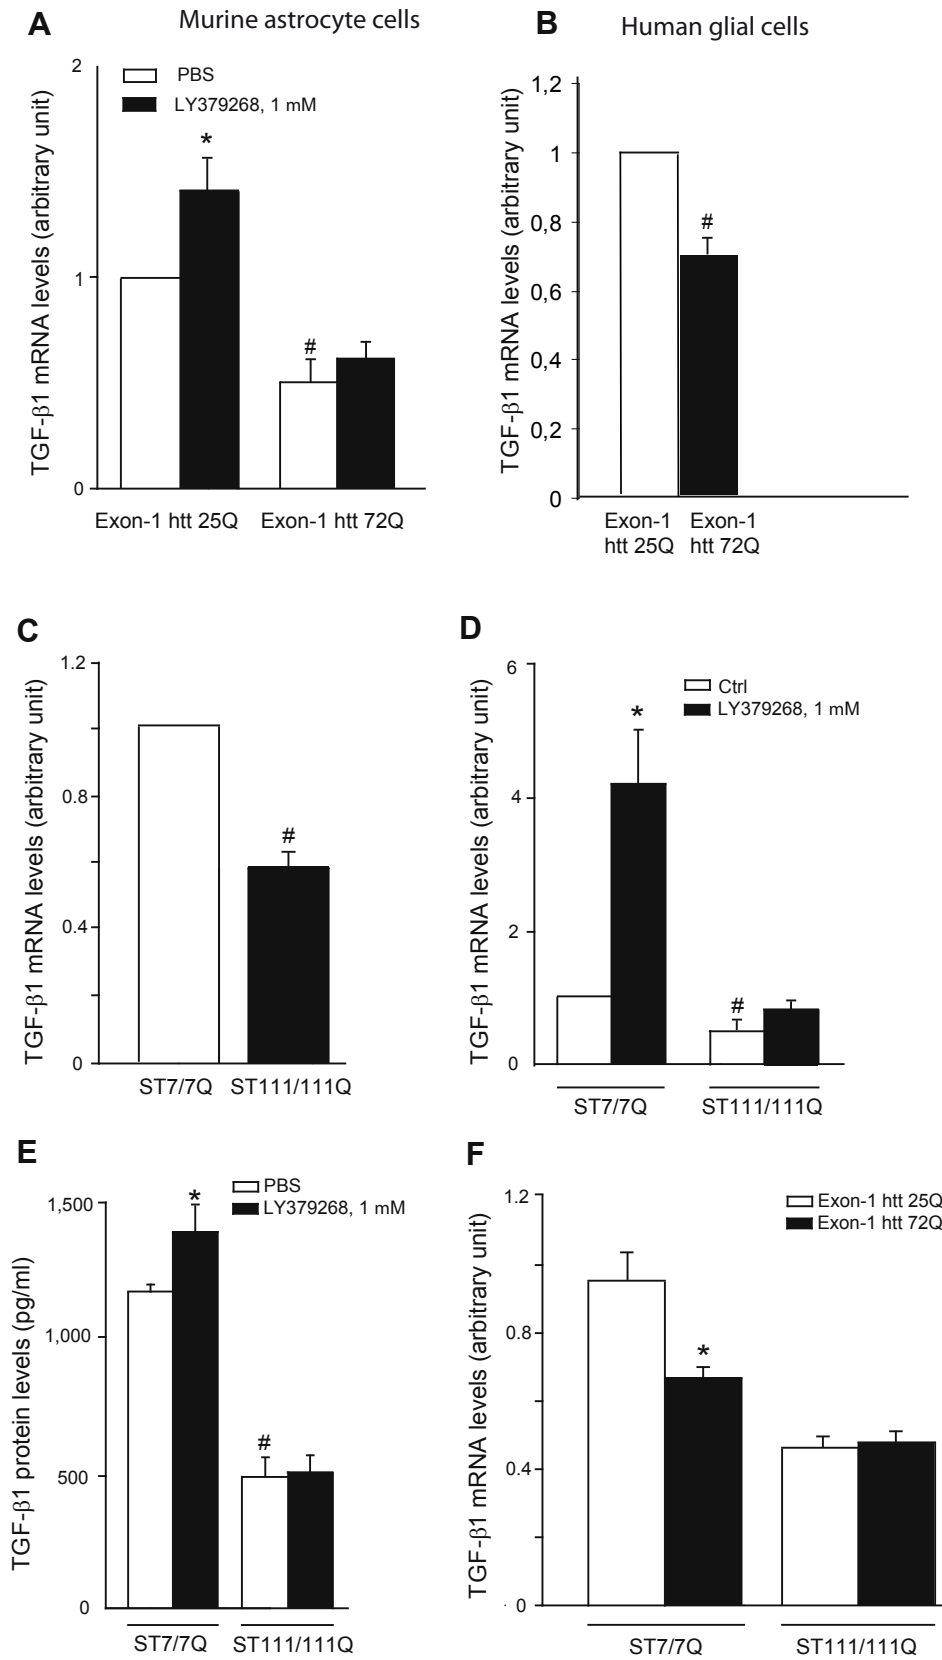 A
Murine astrocyte cells
TGF-β1 mRNA levels (arbitrary unit)
2
1
0
PBS
LY379268, 1 mM
*
#
Exon-1 htt 25Q
Exon-1 htt 72Q
B
Human glial cells
TGF-β1 mRNA levels (arbitrary unit)
1,2
1
0,8
0,6
0,4
0,2
0
#
Exon-1
htt 25Q
Exon-1
htt 72Q
C
TGF-β1 mRNA levels (arbitrary unit)
1.2
0.8
0.4
0
#
ST7/7Q
ST111/111Q
D
TGF-β1 mRNA levels (arbitrary unit)
6
4
2
0
Ctrl
LY379268, 1 mM
*
#
ST7/7Q
ST111/111Q
E
TGF-β1 protein levels (pg/ml)
1,500
1,000
500
0
PBS
LY379268, 1 mM
*
#
ST7/7Q
ST111/111Q
F
TGF-β1 mRNA levels (arbitrary unit)
1.2
0.8
0.4
0
Exon-1 htt 25Q
Exon-1 htt 72Q
*
ST7/7Q
ST111/111Q